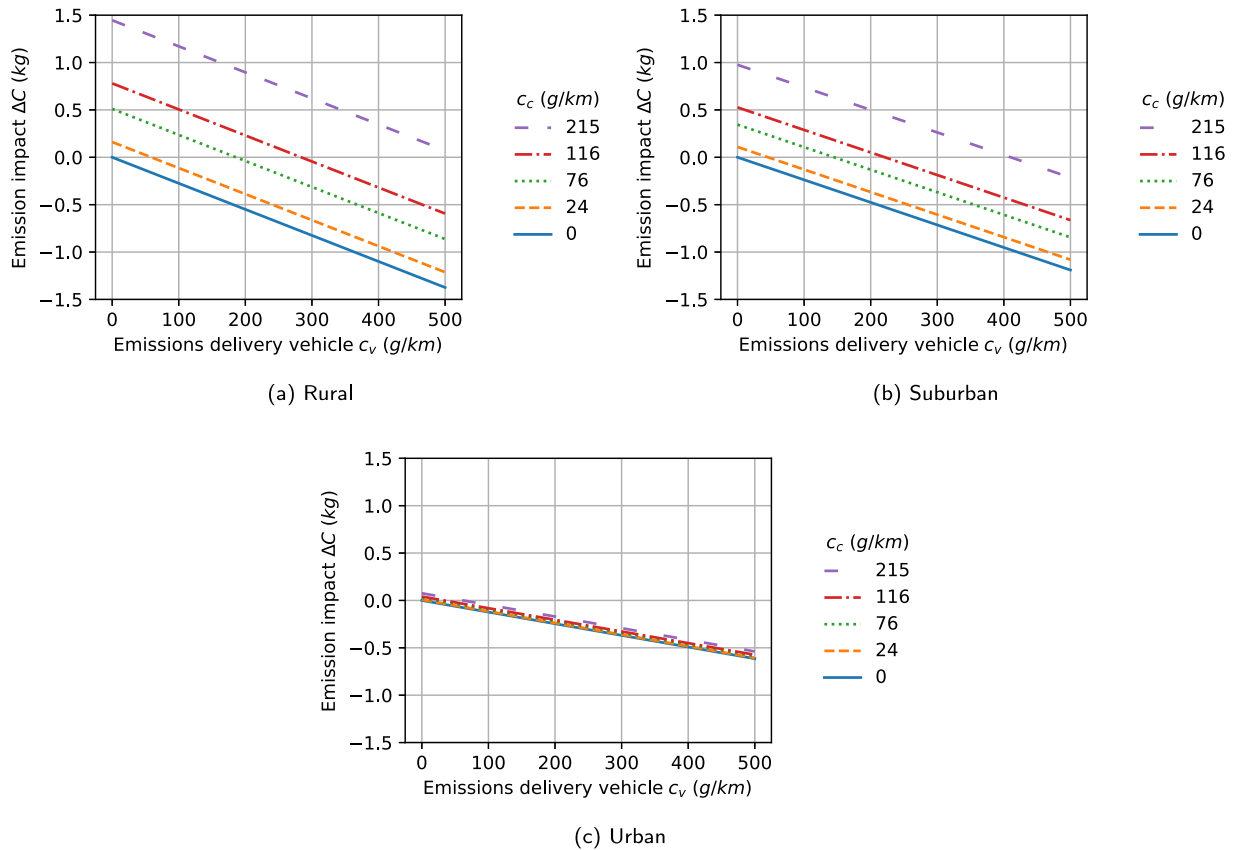 1.5
1.0
0.5
0.0
−0.5
−1.0
−1.5
Emission impact ΔC (kg)
0 100 200 300 400 500
Emissions delivery vehicle c_v (g/km)
c_c (g/km)
215
116
76
24
0
(a) Rural
1.5
1.0
0.5
0.0
−0.5
−1.0
−1.5
Emission impact ΔC (kg)
0 100 200 300 400 500
Emissions delivery vehicle c_v (g/km)
c_c (g/km)
215
116
76
24
0
(b) Suburban
1.5
1.0
0.5
0.0
−0.5
−1.0
−1.5
Emission impact ΔC (kg)
0 100 200 300 400 500
Emissions delivery vehicle c_v (g/km)
c_c (g/km)
215
116
76
24
0
(c) Urban